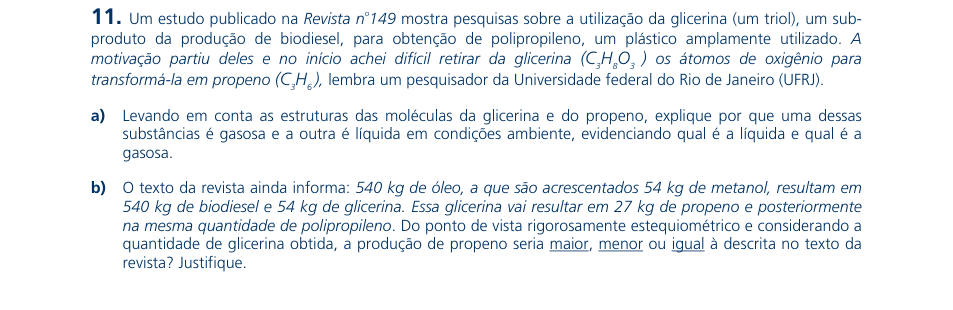 11. Um estudo publicado na Revista nº149 mostra pesquisas sobre a utilização da glicerina (um triol), um sub-
produto da produção de biodiesel, para obtenção de polipropileno, um plástico amplamente utilizado. A
motivação partiu deles e no início achei difícil retirar da glicerina (C₃H₈O₃ ) os átomos de oxigênio para
transformá-la em propeno (C₃H₆), lembra um pesquisador da Universidade federal do Rio de Janeiro (UFRJ).
a) Levando em conta as estruturas das moléculas da glicerina e do propeno, explique por que uma dessas
substâncias é gasosa e a outra é líquida em condições ambiente, evidenciando qual é a líquida e qual é a
gasosa.
b) O texto da revista ainda informa: 540 kg de óleo, a que são acrescentados 54 kg de metanol, resultam em
540 kg de biodiesel e 54 kg de glicerina. Essa glicerina vai resultar em 27 kg de propeno e posteriormente
na mesma quantidade de polipropileno. Do ponto de vista rigorosamente estequiométrico e considerando a
quantidade de glicerina obtida, a produção de propeno seria maior, menor ou igual à descrita no texto da
revista? Justifique.